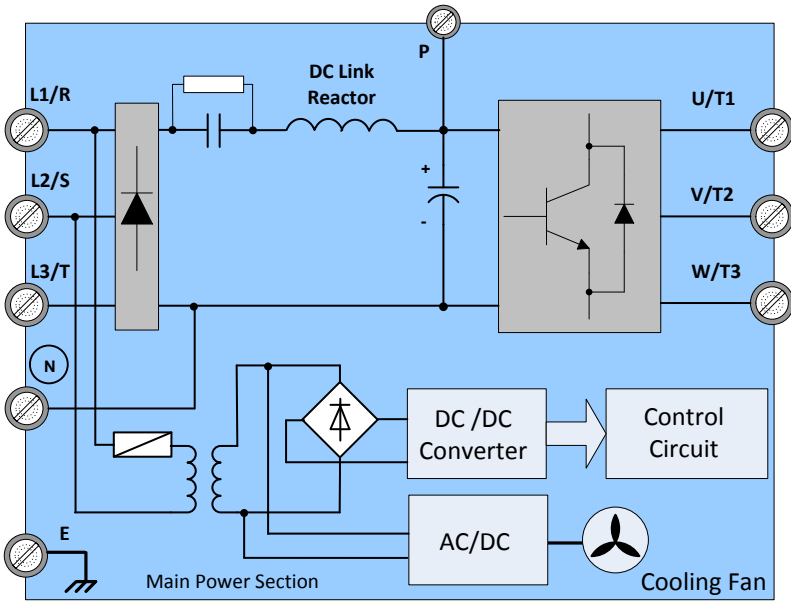 P
DC Link
Reactor
L1/R
U/T1
L2/S
V/T2
+
-
L3/T
W/T3
N
DC /DC
Converter
Control
Circuit
E
AC/DC
Main Power Section
Cooling Fan